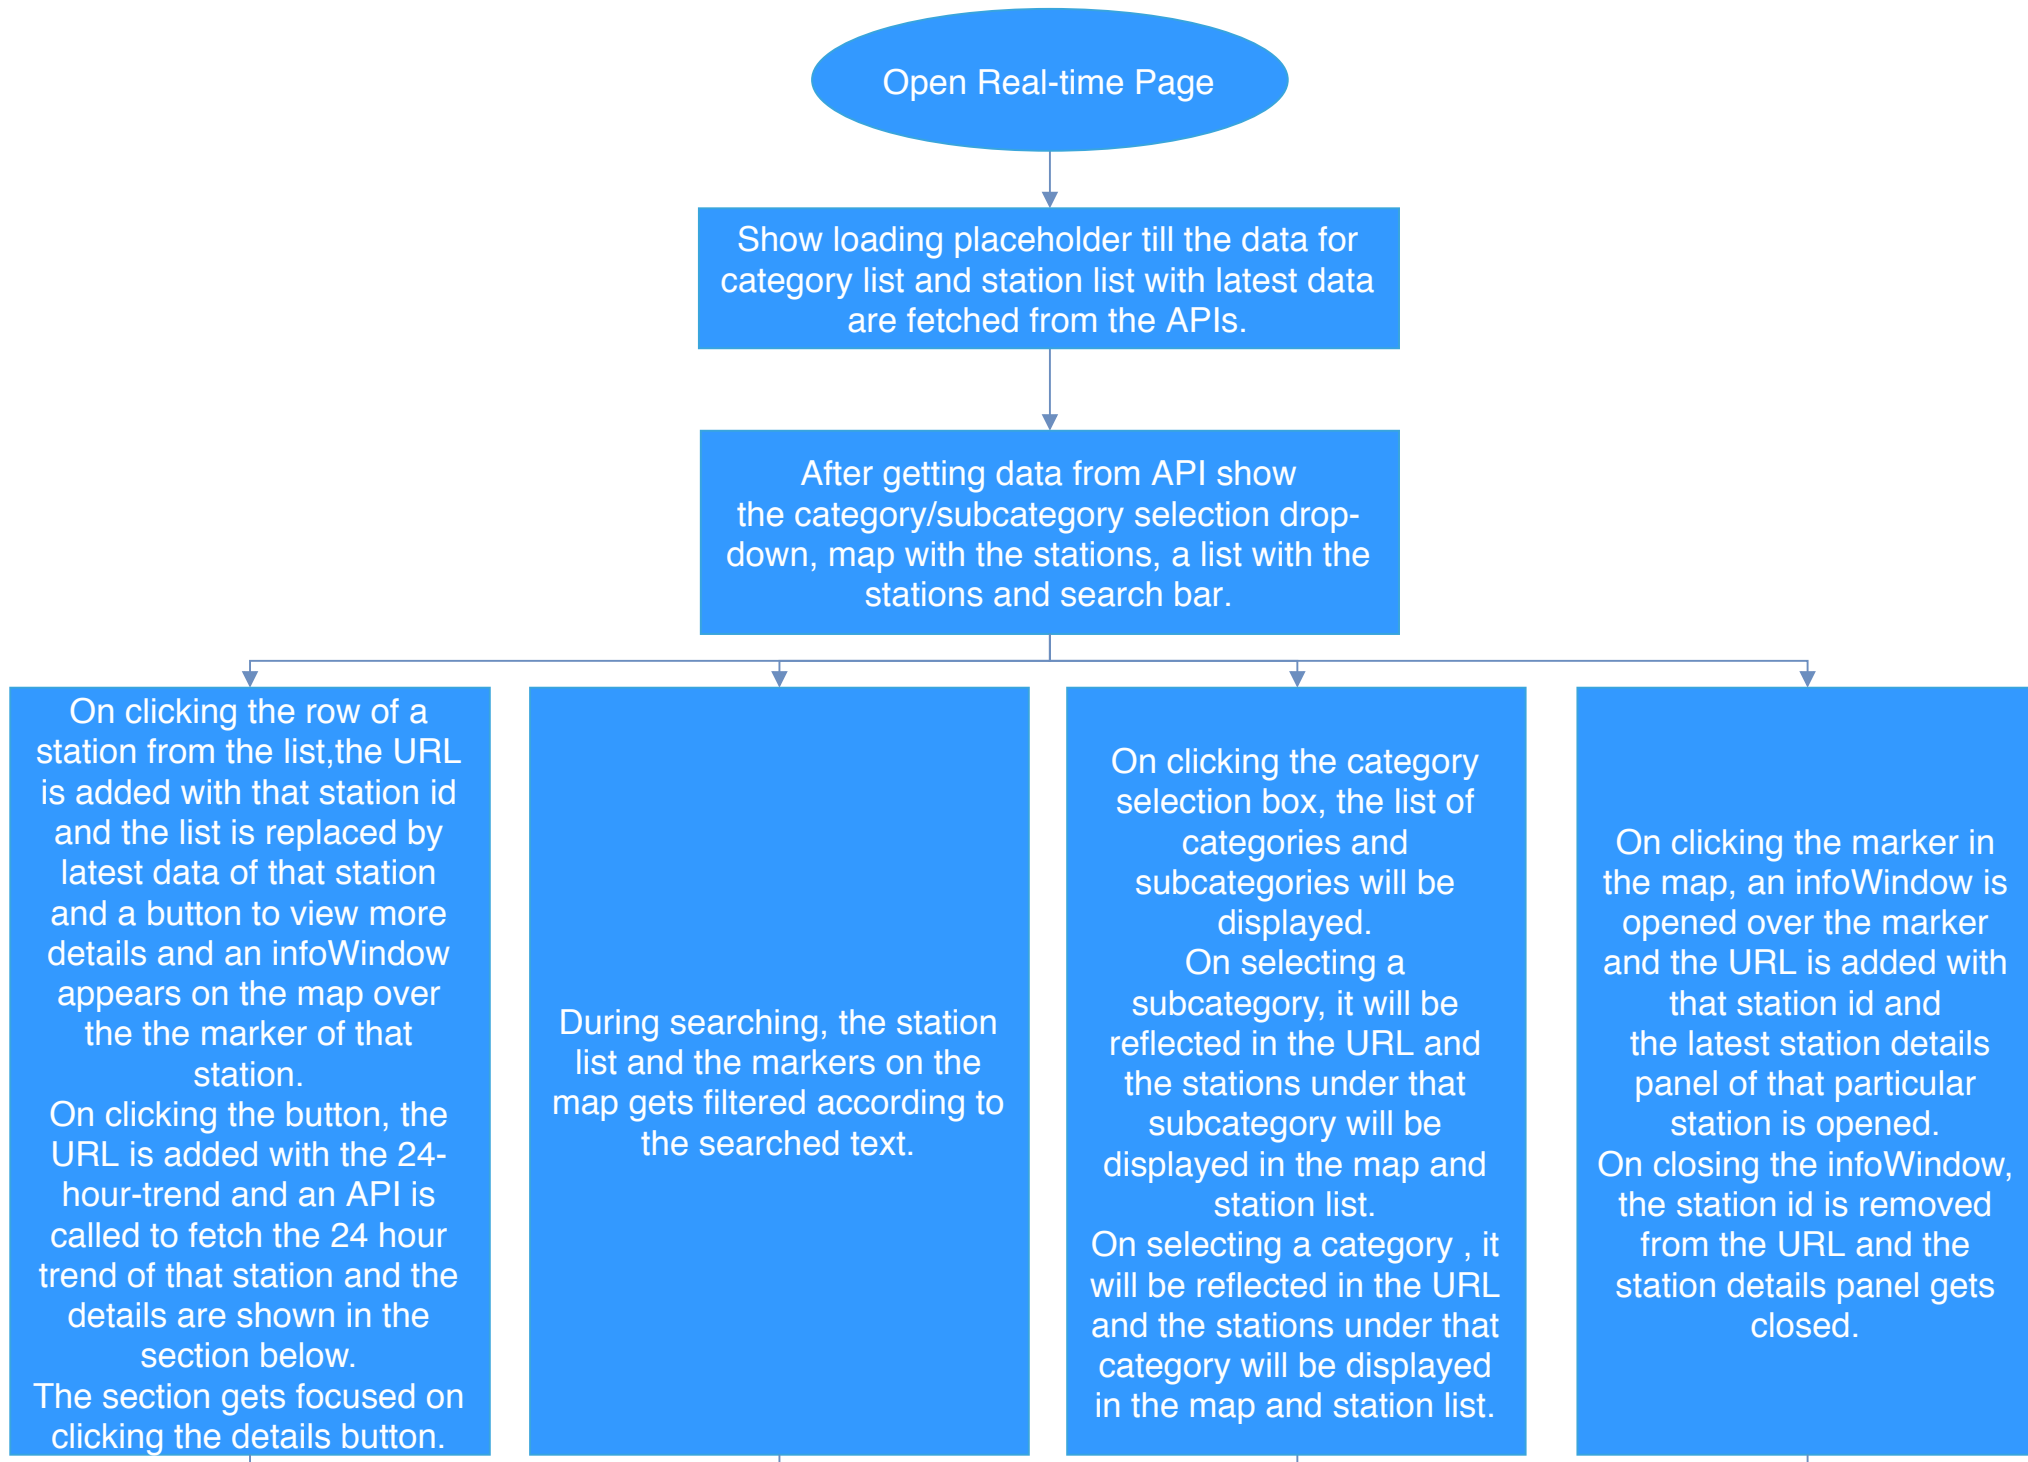 Open Real-time Page
Show loading placeholder till the data for
category list and station list with latest data
are fetched from the APIs.
After getting data from API show
the category/subcategory selection drop-
down, map with the stations, a list with the
stations and search bar.
On clicking the row of a
station from the list,the URL
is added with that station id
and the list is replaced by
latest data of that station
and a button to view more
details and an infoWindow
appears on the map over
the the marker of that
station.
On clicking the button, the
URL is added with the 24-
hour-trend and an API is
called to fetch the 24 hour
trend of that station and the
details are shown in the
section below.
The section gets focused on
clicking the details button.
During searching, the station
list and the markers on the
map gets filtered according to
the searched text.
On clicking the category
selection box, the list of
categories and
subcategories will be
displayed.
On selecting a
subcategory, it will be
reflected in the URL and
the stations under that
subcategory will be
displayed in the map and
station list.
On selecting a category , it
will be reflected in the URL
and the stations under that
category will be displayed
in the map and station list.
On clicking the marker in
the map, an infoWindow is
opened over the marker
and the URL is added with
that station id and
the latest station details
panel of that particular
station is opened.
On closing the infoWindow,
the station id is removed
from the URL and the
station details panel gets
closed.